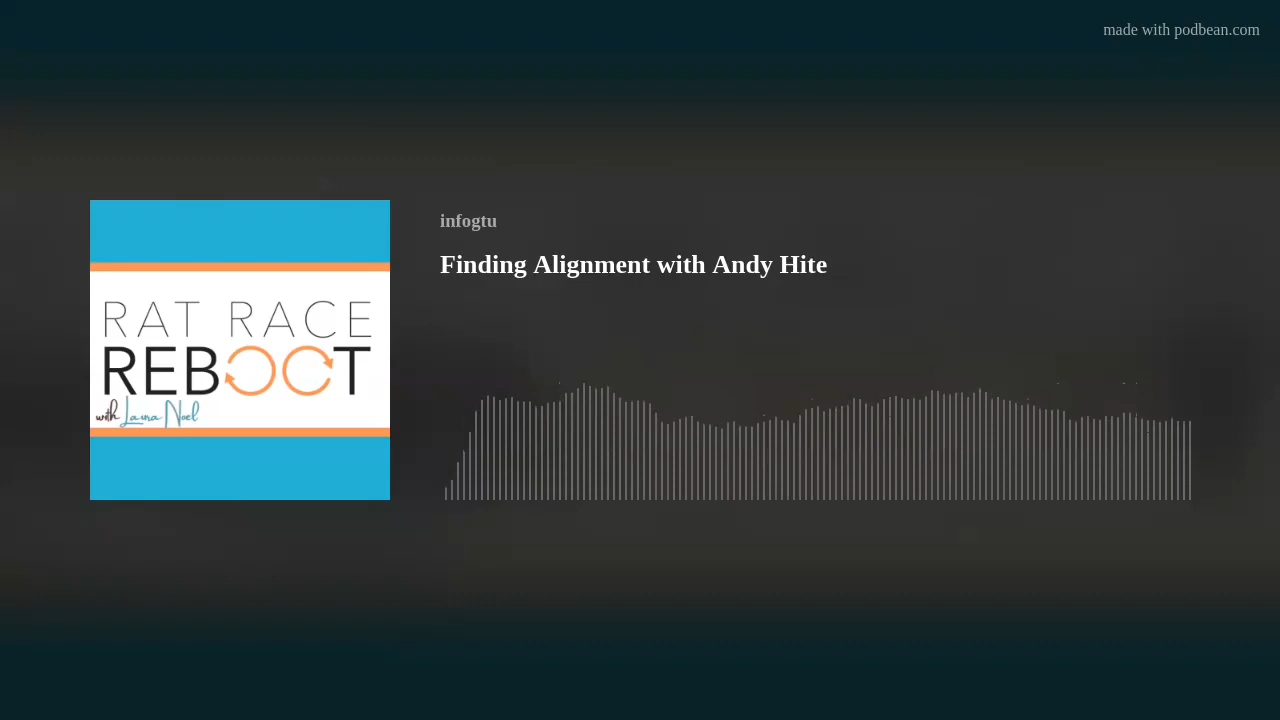 made with podbean.com
infogtu
Finding Alignment with Andy Hite
RAT RACE
REBOOT
with Laura Noel